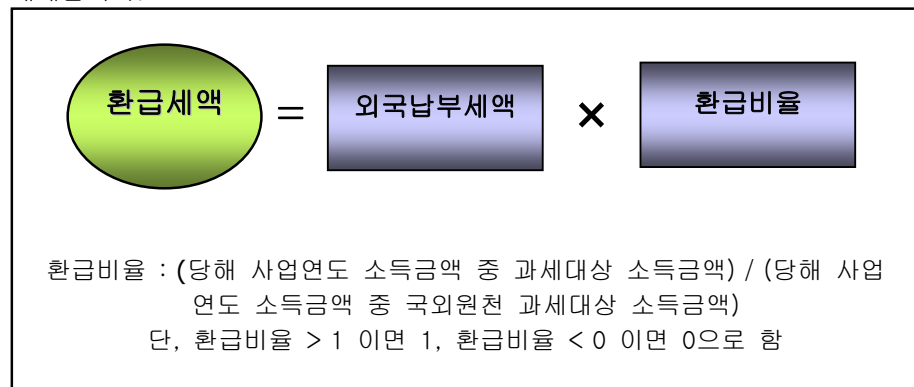 환급세액 = 외국납부세액 × 환급비율
환급비율 : (당해 사업연도 소득금액 중 과세대상 소득금액) / (당해 사업
연도 소득금액 중 국외원천 과세대상 소득금액)
단, 환급비율 > 1 이면 1, 환급비율 < 0 이면 0으로 함